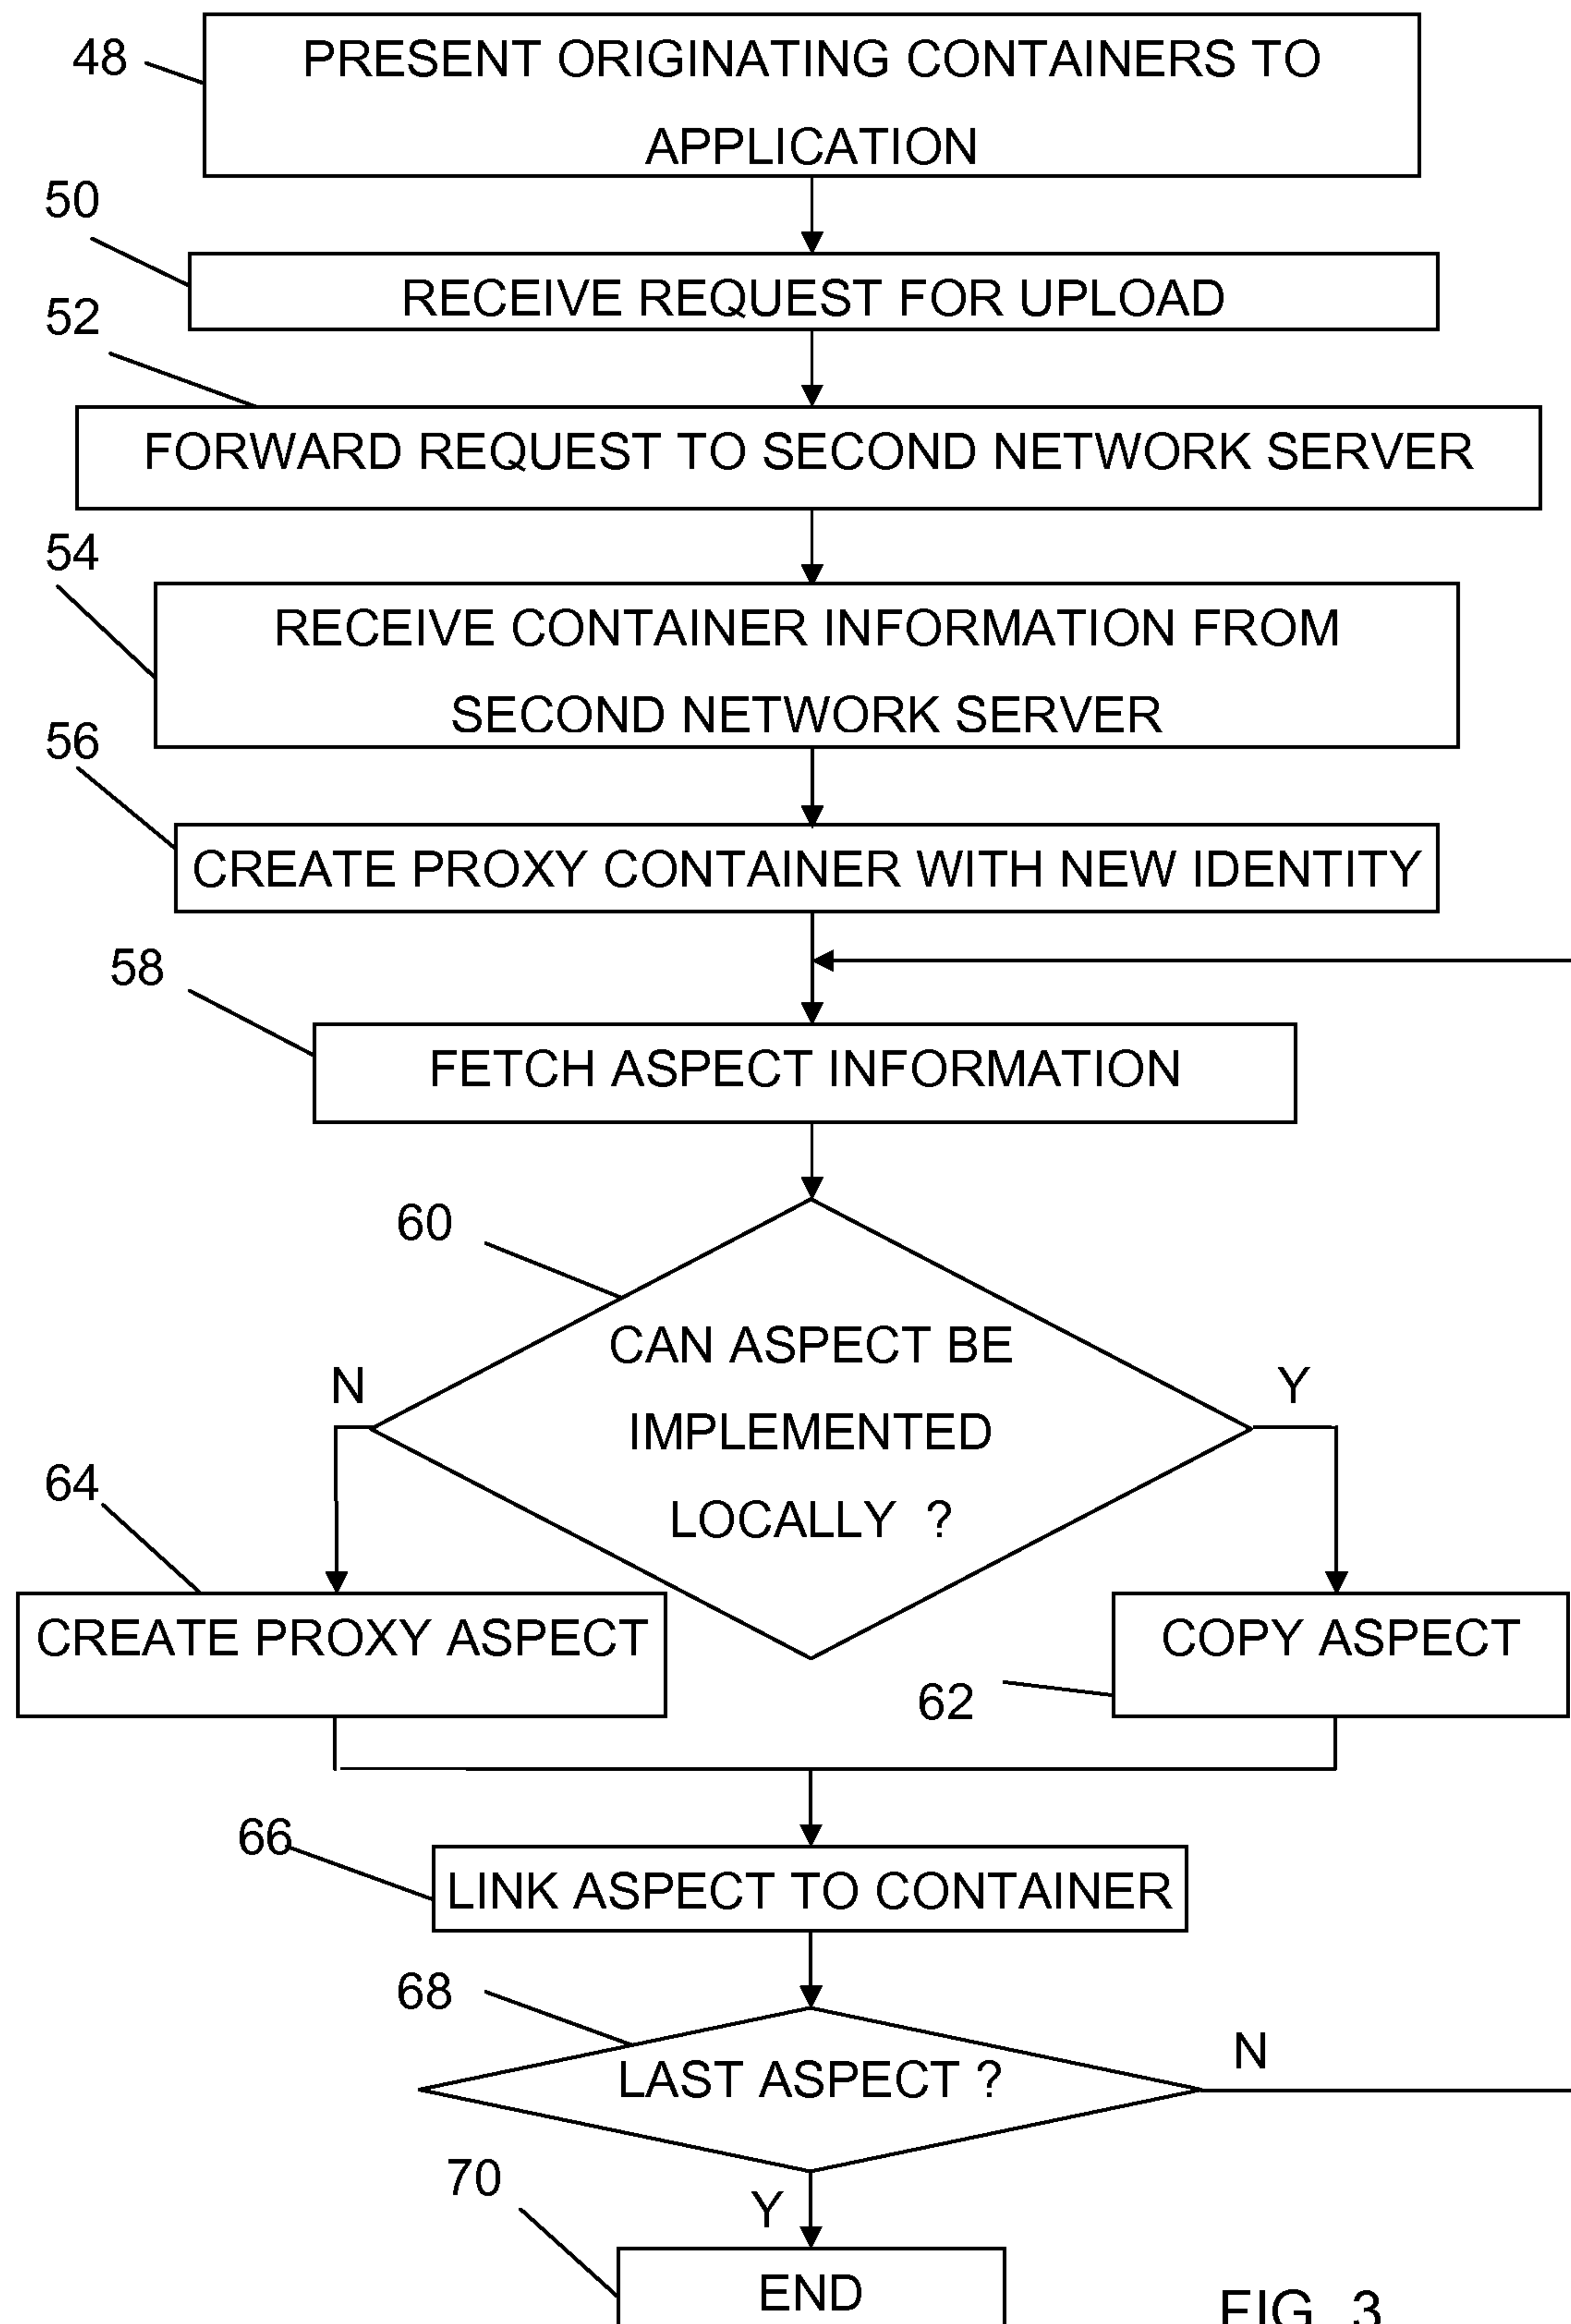 48
PRESENT ORIGINATING CONTAINERS TO
APPLICATION
50
RECEIVE REQUEST FOR UPLOAD
52
FORWARD REQUEST TO SECOND NETWORK SERVER
54
RECEIVE CONTAINER INFORMATION FROM
SECOND NETWORK SERVER
56
CREATE PROXY CONTAINER WITH NEW IDENTITY
58
FETCH ASPECT INFORMATION
60
CAN ASPECT BE
IMPLEMENTED
LOCALLY ?
N
Y
64
CREATE PROXY ASPECT
COPY ASPECT
62
66
LINK ASPECT TO CONTAINER
68
LAST ASPECT ?
N
70
Y
END
FIG. 3